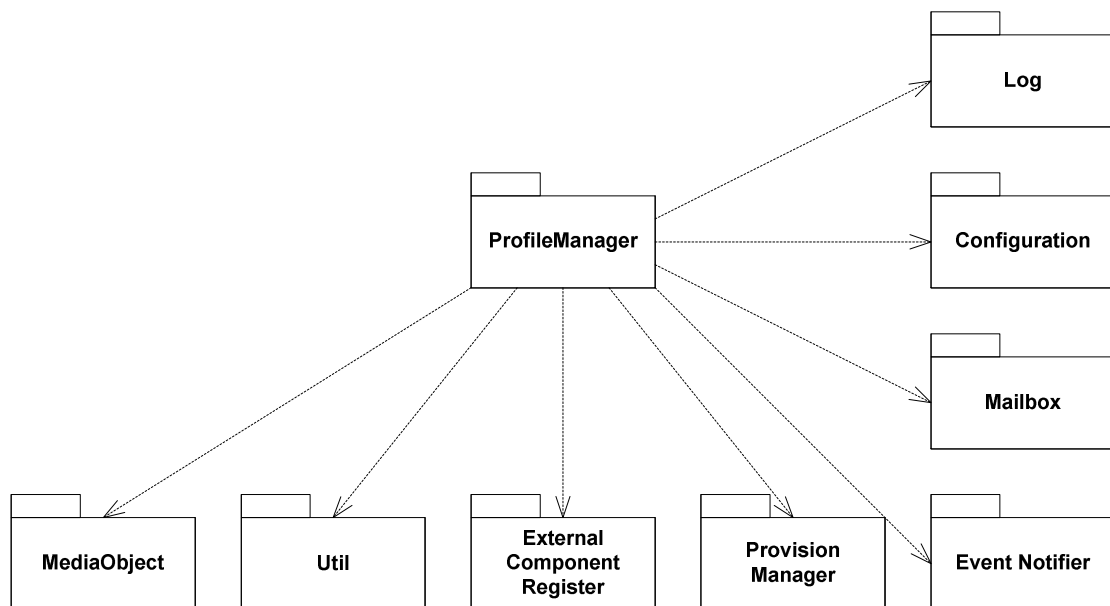 Log
ProfileManager
Configuration
Mailbox
MediaObject
Util
External
Component
Register
Provision
Manager
Event Notifier